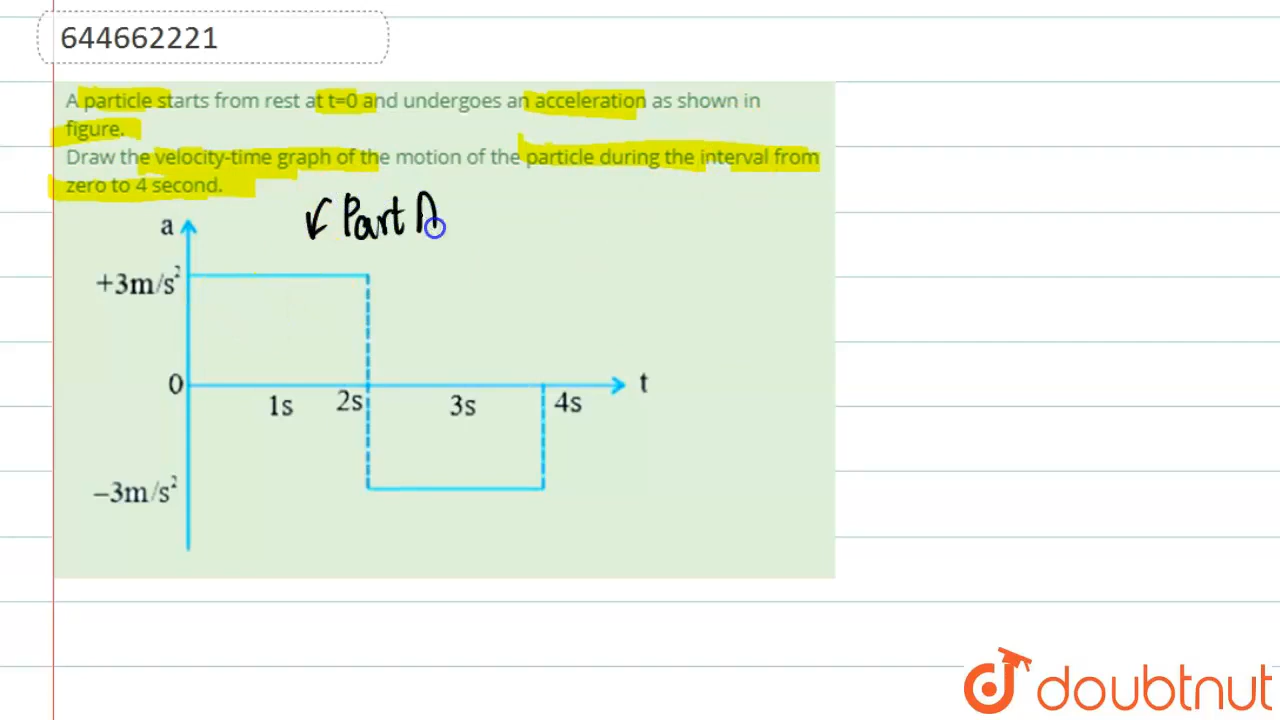 644662221
A particle starts from rest at t=0 and undergoes an acceleration as shown in
figure.
Draw the velocity-time graph of the motion of the particle during the interval from
zero to 4 second.
Part A
a
+3m/s²
0
1s 2s 3s 4s
t
–3m/s²
doubtnut